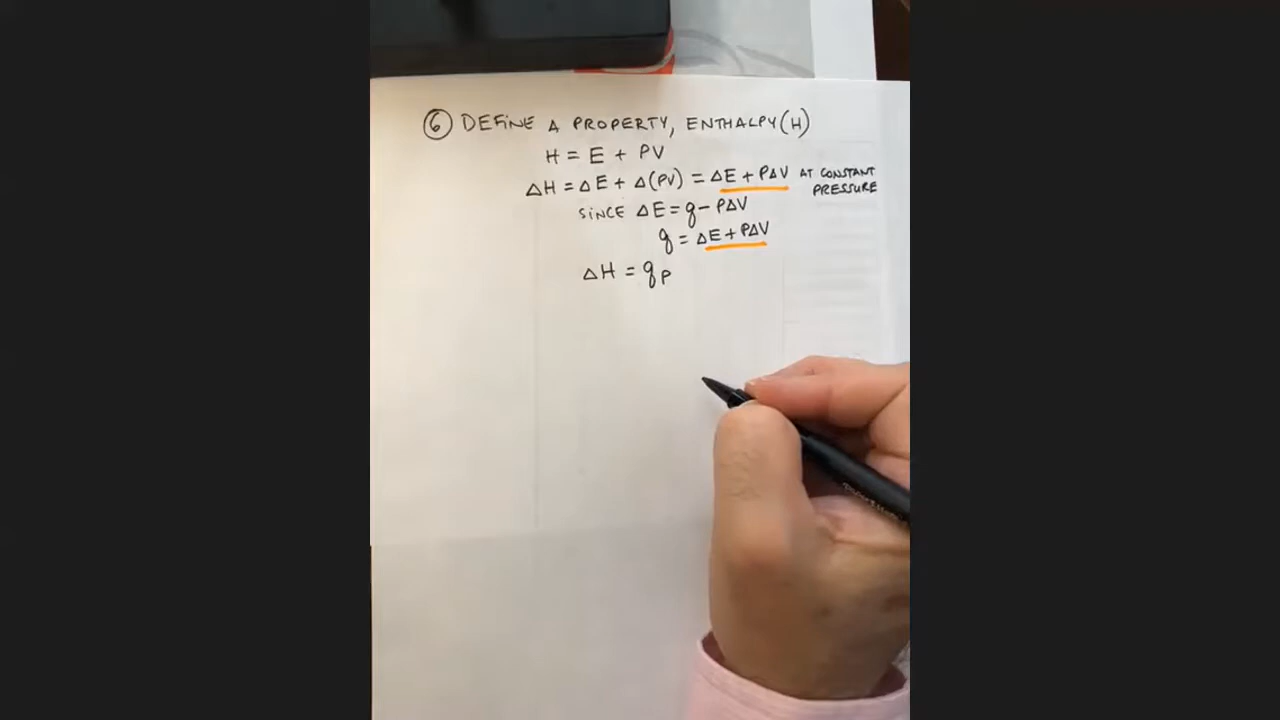 ⑥ DEFINE A PROPERTY, ENTHALPY(H)
H = E + PV
ΔH = ΔE + Δ(PV) = ΔE + PΔV AT CONSTANT PRESSURE
SINCE ΔE = q - PΔV
q = ΔE + PΔV
ΔH = qP